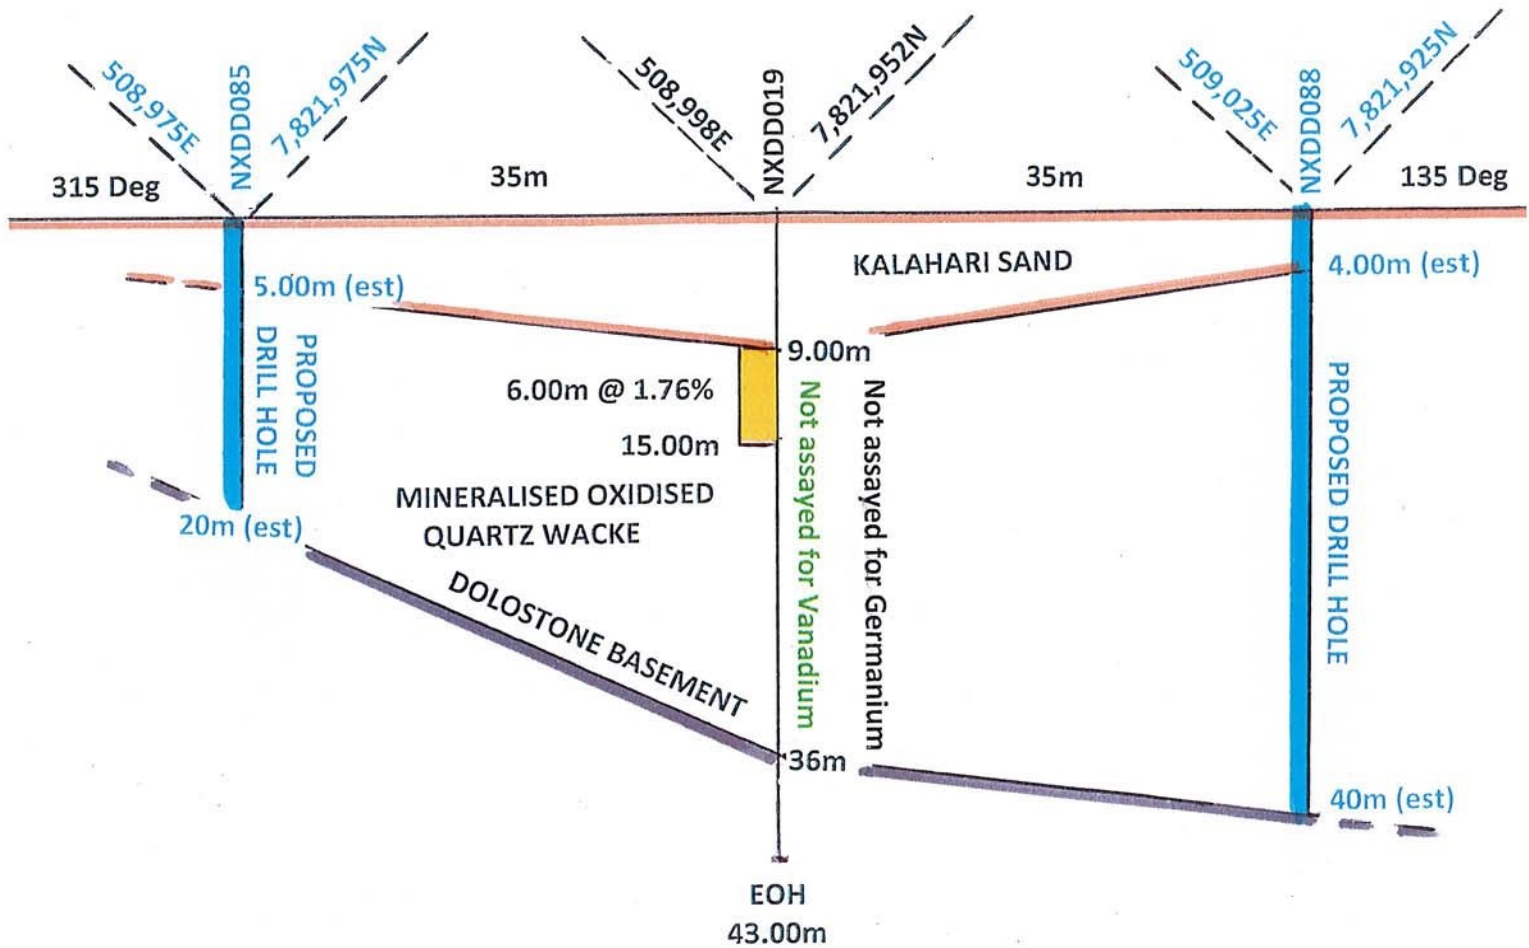 508,975E
NXDD085
7,821,975N
508,998E
NXDD019
7,821,952N
509,025E
NXDD088
7,821,925N
315 Deg
35m
35m
135 Deg
KALAHARI SAND
5.00m (est)
4.00m (est)
9.00m
PROPOSED
DRILL HOLE
6.00m @ 1.76%
15.00m
Not assayed for Vanadium
Not assayed for Germanium
PROPOSED DRILL HOLE
MINERALISED OXIDISED
QUARTZ WACKE
20m (est)
DOLOSTONE BASEMENT
36m
40m (est)
EOH
43.00m